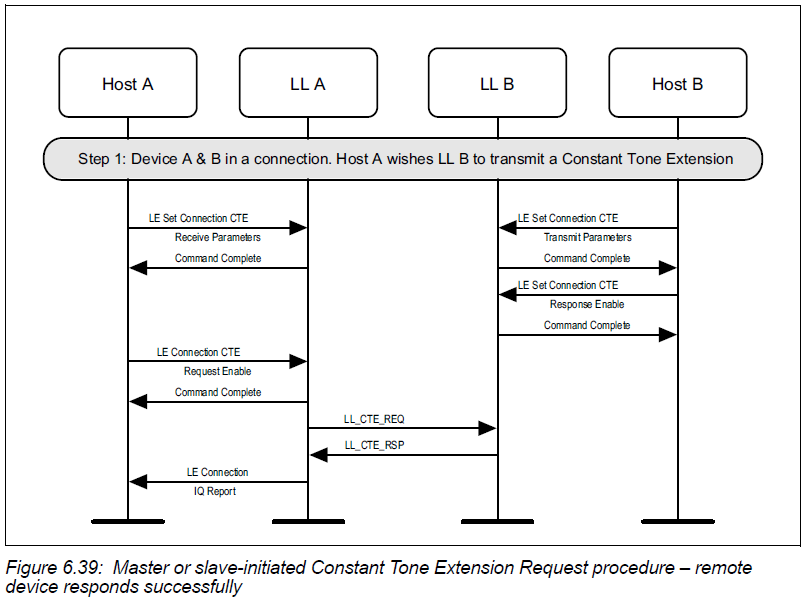 Host A
LL A
LL B
Host B
Step 1: Device A & B in a connection. Host A wishes LL B to transmit a Constant Tone Extension
LE Set Connection CTE
Receive Parameters
LE Set Connection CTE
Transmit Parameters
Command Complete
Command Complete
LE Set Connection CTE
Response Enable
Command Complete
LE Connection CTE
Request Enable
Command Complete
LL_CTE_REQ
LL_CTE_RSP
LE Connection
IQ Report
Figure 6.39: Master or slave-initiated Constant Tone Extension Request procedure – remote
device responds successfully